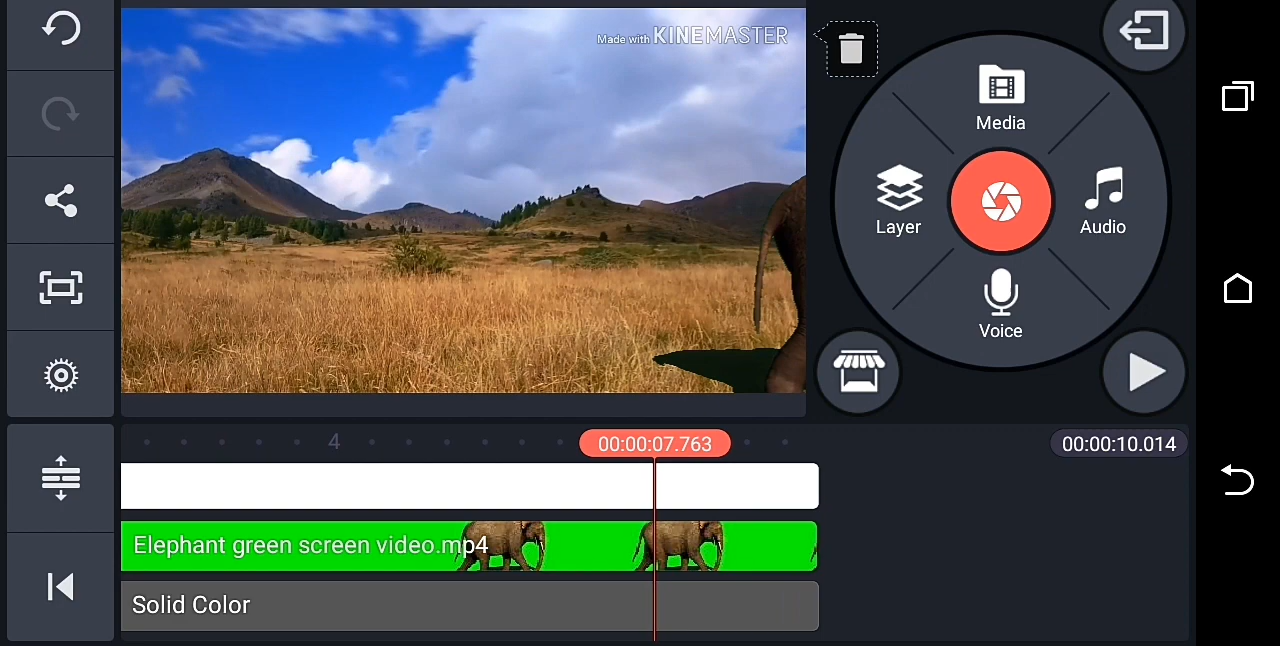 Made with KINEMASTER
Media
Layer
Audio
Voice
4
00:00:07.763
00:00:10.014
Elephant green screen video.mp4
Solid Color